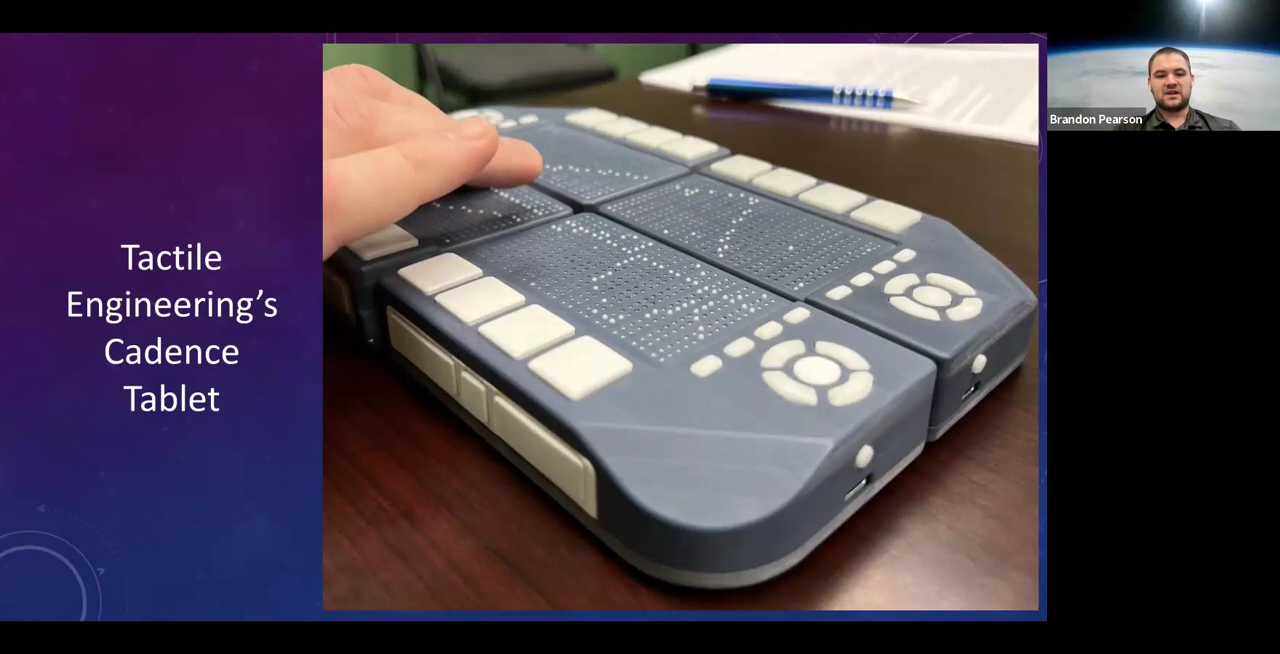 Tactile
Engineering's
Cadence
Tablet
Brandon Pearson